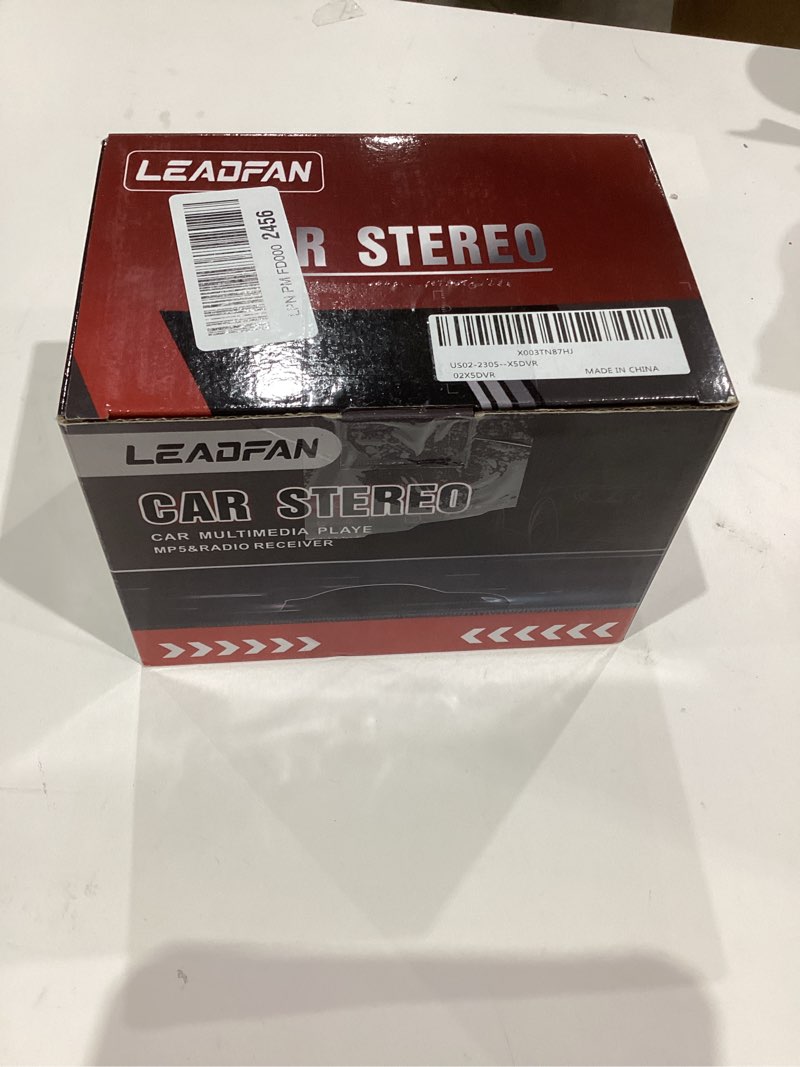 LEADFAN
R STEREO
LPN PM FD000 2456
X003TN87HJ
US02-2305--X5DVR
02X5DVR MADE IN CHINA
LEADFAN
CAR STEREO
CAR MULTIMEDIA PLAYE
MP5&RADIO RECEIVER